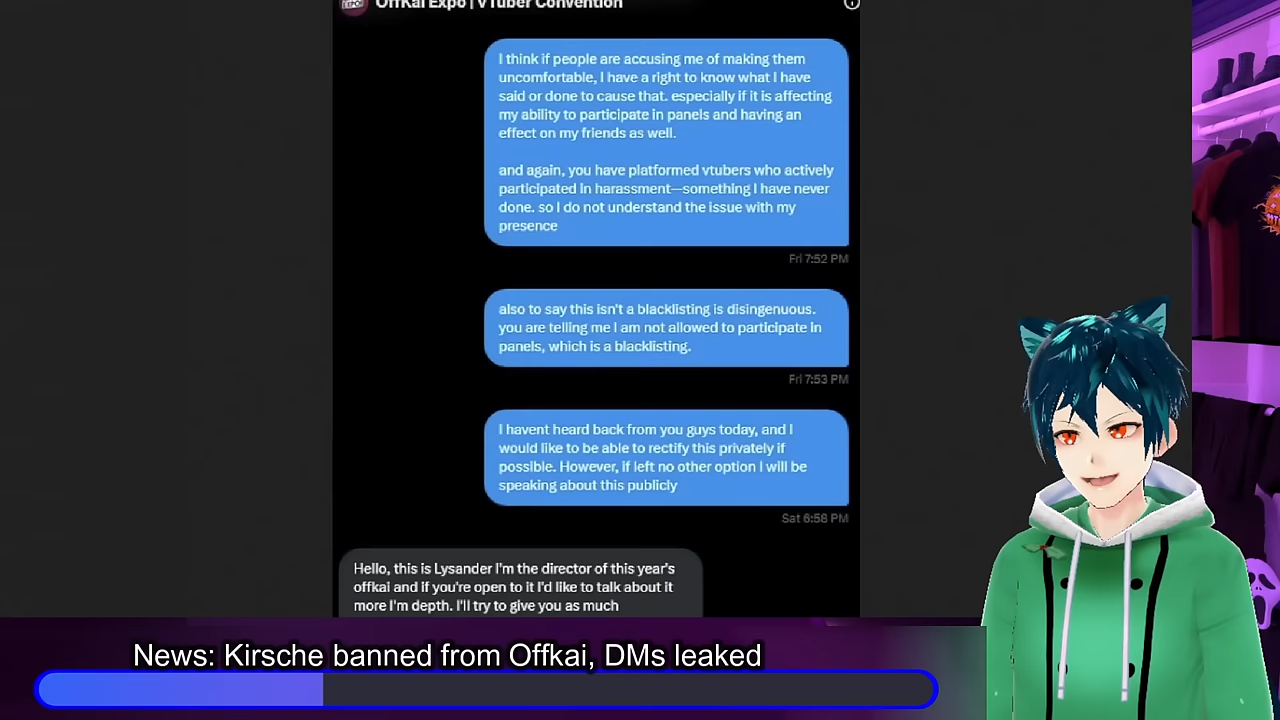 OffKai Expo | VTuber Convention
I think if people are accusing me of making them
uncomfortable, I have a right to know what I have
said or done to cause that. especially if it is affecting
my ability to participate in panels and having an
effect on my friends as well.
and again, you have platformed vtubers who actively
participated in harassment—something I have never
done. so I do not understand the issue with my
presence
Fri 7:52 PM
also to say this isn't a blacklisting is disingenuous.
you are telling me I am not allowed to participate in
panels, which is a blacklisting.
Fri 7:53 PM
I havent heard back from you guys today, and I
would like to be able to rectify this privately if
possible. However, if left no other option I will be
speaking about this publicly
Sat 6:58 PM
Hello, this is Lysander I'm the director of this year's
offkai and if you're open to it I'd like to talk about it
more I'm depth. I'll try to give you as much
News: Kirsche banned from Offkai, DMs leaked